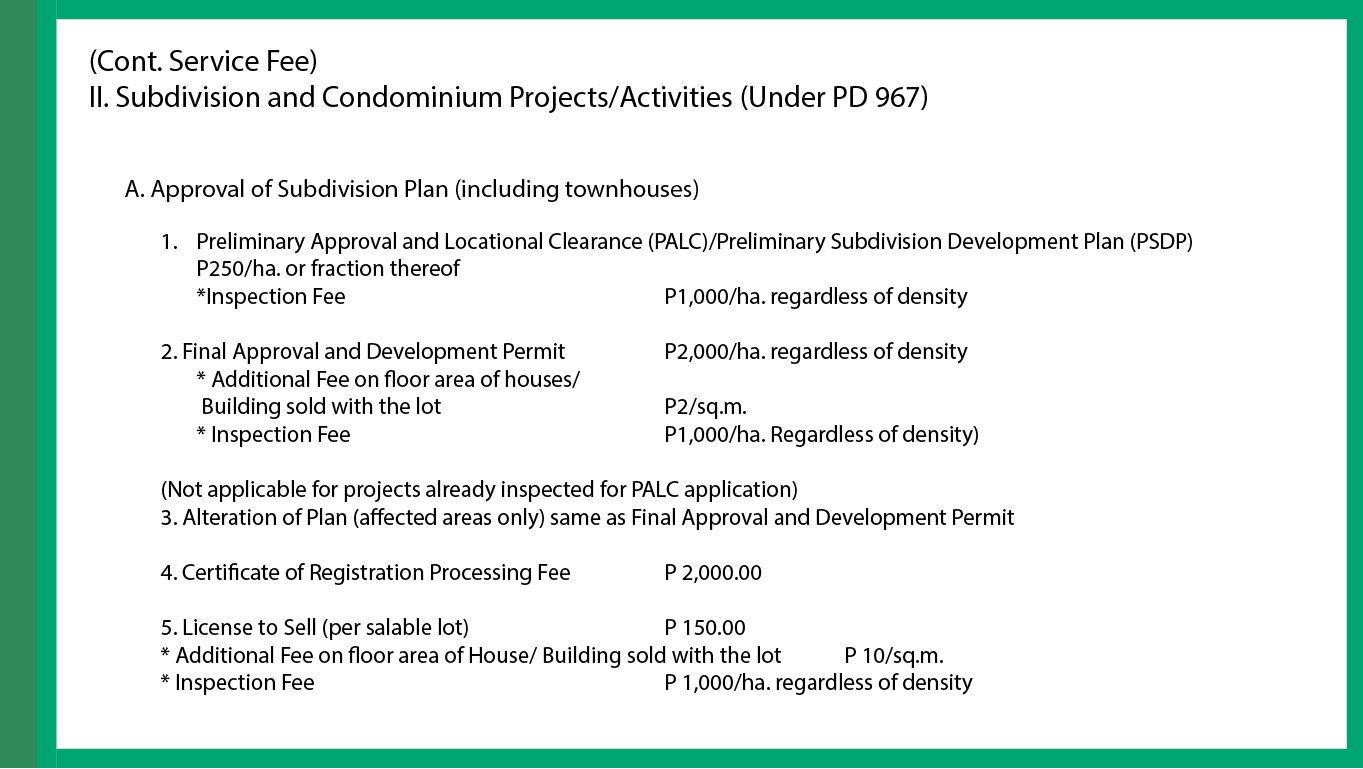 (Cont. Service Fee)
II. Subdivision and Condominium Projects/Activities (Under PD 967)
A. Approval of Subdivision Plan (including townhouses)
1. Preliminary Approval and Locational Clearance (PALC)/Preliminary Subdivision Development Plan (PSDP)
P250/ha. or fraction thereof
*Inspection Fee P1,000/ha. regardless of density
2. Final Approval and Development Permit P2,000/ha. regardless of density
* Additional Fee on floor area of houses/
Building sold with the lot P2/sq.m.
* Inspection Fee P1,000/ha. Regardless of density)
(Not applicable for projects already inspected for PALC application)
3. Alteration of Plan (affected areas only) same as Final Approval and Development Permit
4. Certificate of Registration Processing Fee P 2,000.00
5. License to Sell (per salable lot) P 150.00
* Additional Fee on floor area of House/ Building sold with the lot P 10/sq.m.
* Inspection Fee P 1,000/ha. regardless of density